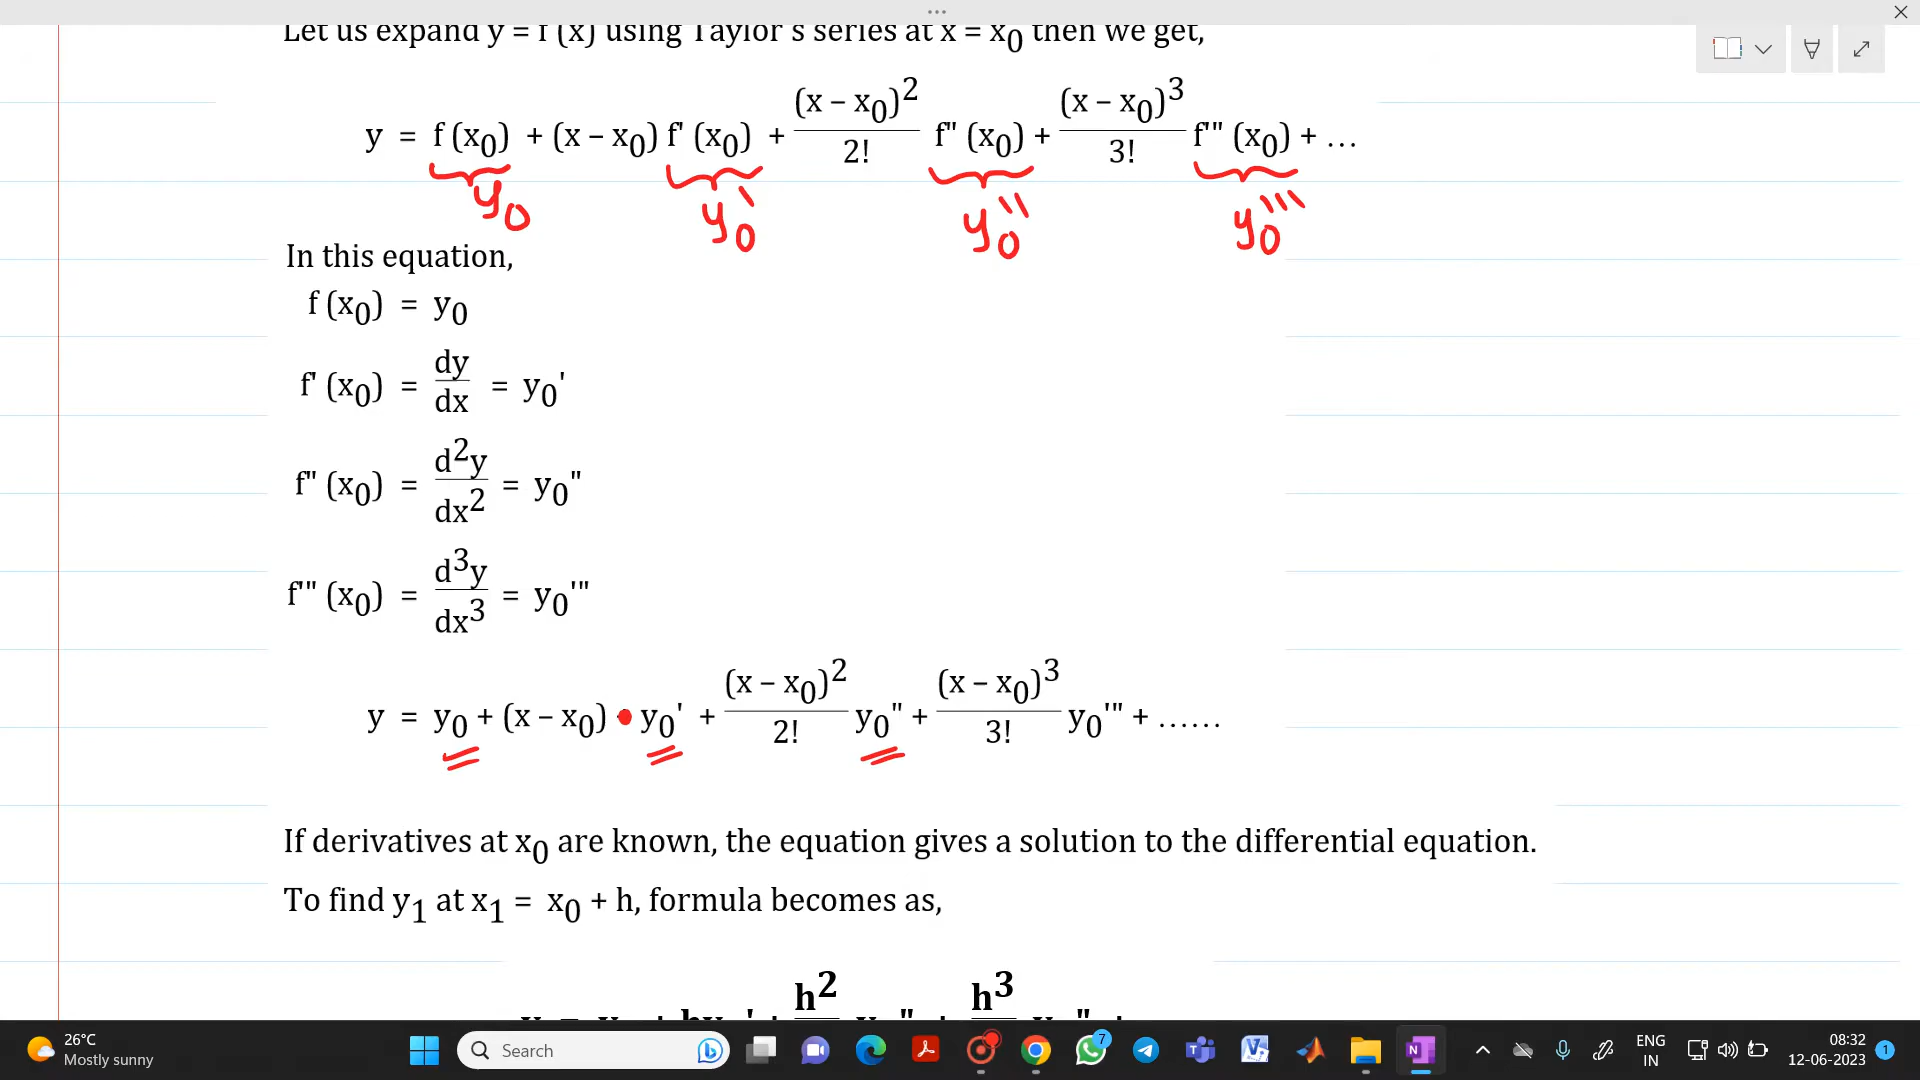 Let us expand y = f (x) using Taylor's series at x = x0 then we get,
y = f (x0) + (x – x0) f' (x0) + (x – x0)^2/2! f" (x0) + (x – x0)^3/3! f'" (x0) + ...
y0 y0' y0'' y0'''
In this equation,
f (x0) = y0
f' (x0) = dy/dx = y0'
f" (x0) = d^2y/dx^2 = y0"
f'" (x0) = d^3y/dx^3 = y0'"
y = y0 + (x – x0) • y0' + (x – x0)^2/2! y0" + (x – x0)^3/3! y0'" + ......
If derivatives at x0 are known, the equation gives a solution to the differential equation.
To find y1 at x1 = x0 + h, formula becomes as,
h^2 h^3
26°C
Mostly sunny
Search
7
ENG
IN
08:32
12-06-2023
1